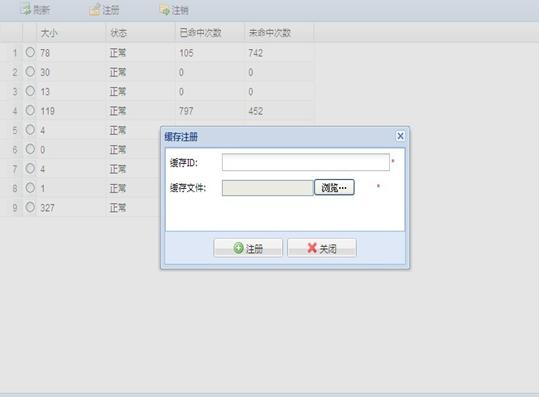 刷新 注册 注销
大小 状态 已命中次数 未命中次数
1 78 正常 105 742
2 30 正常 0 0
3 13 正常 0 0
4 119 正常 797 452
5 4 正常
6 0 正常
7 4 正常
8 1 正常
9 327 正常
缓存注册
缓存ID: *
缓存文件: 浏览… *
注册 关闭